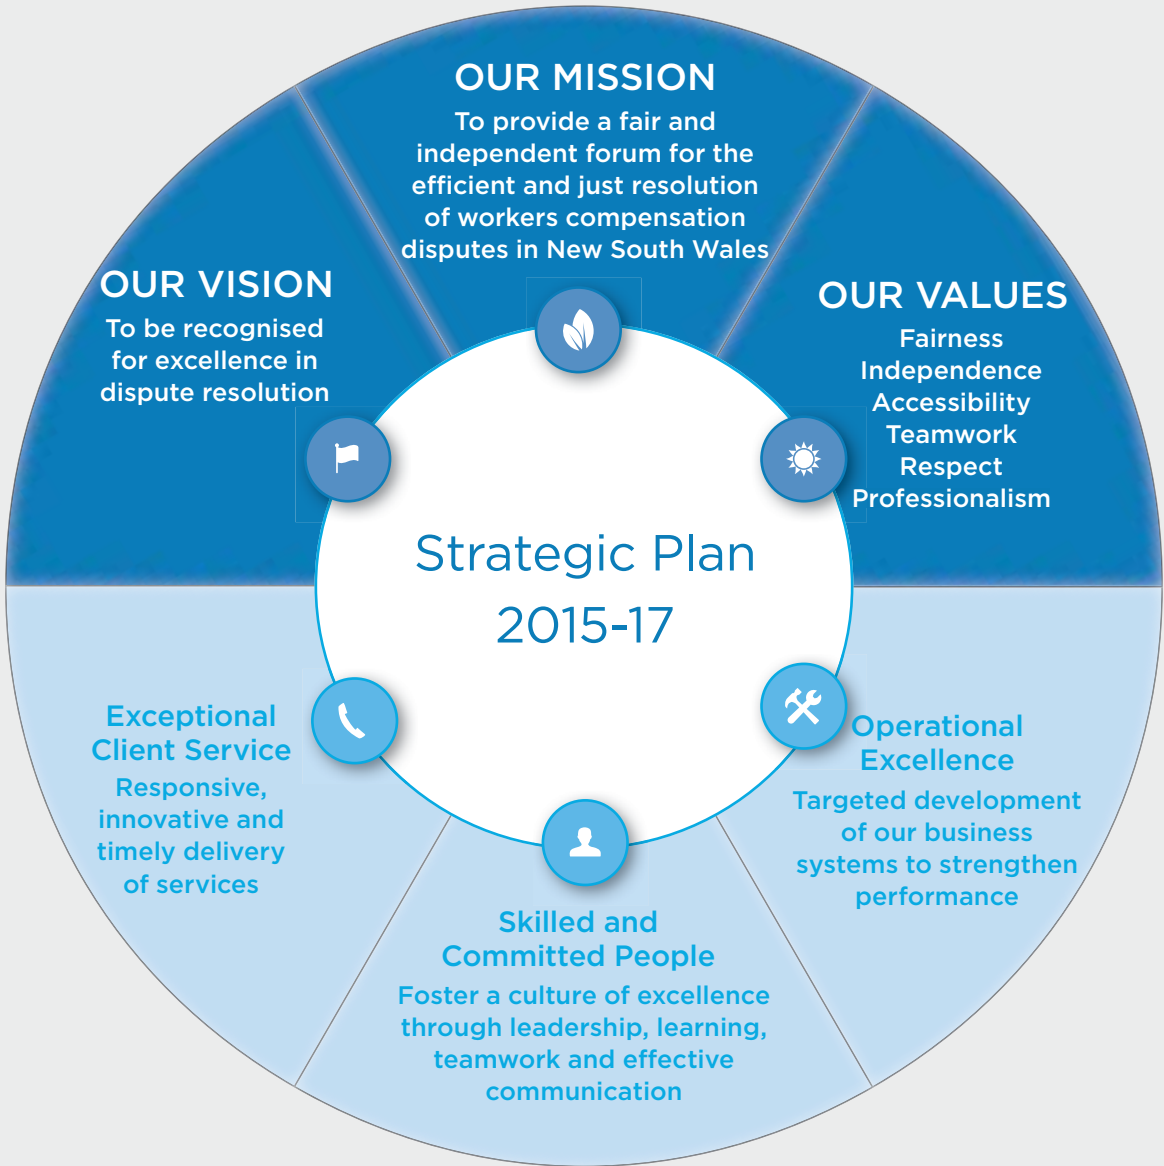 OUR MISSION
To provide a fair and
independent forum for the
efficient and just resolution
of workers compensation
disputes in New South Wales
OUR VISION
To be recognised
for excellence in
dispute resolution
OUR VALUES
Fairness
Independence
Accessibility
Teamwork
Respect
Professionalism
Strategic Plan
2015-17
Exceptional
Client Service
Responsive,
innovative and
timely delivery
of services
Operational
Excellence
Targeted development
of our business
systems to strengthen
performance
Skilled and
Committed People
Foster a culture of excellence
through leadership, learning,
teamwork and effective
communication